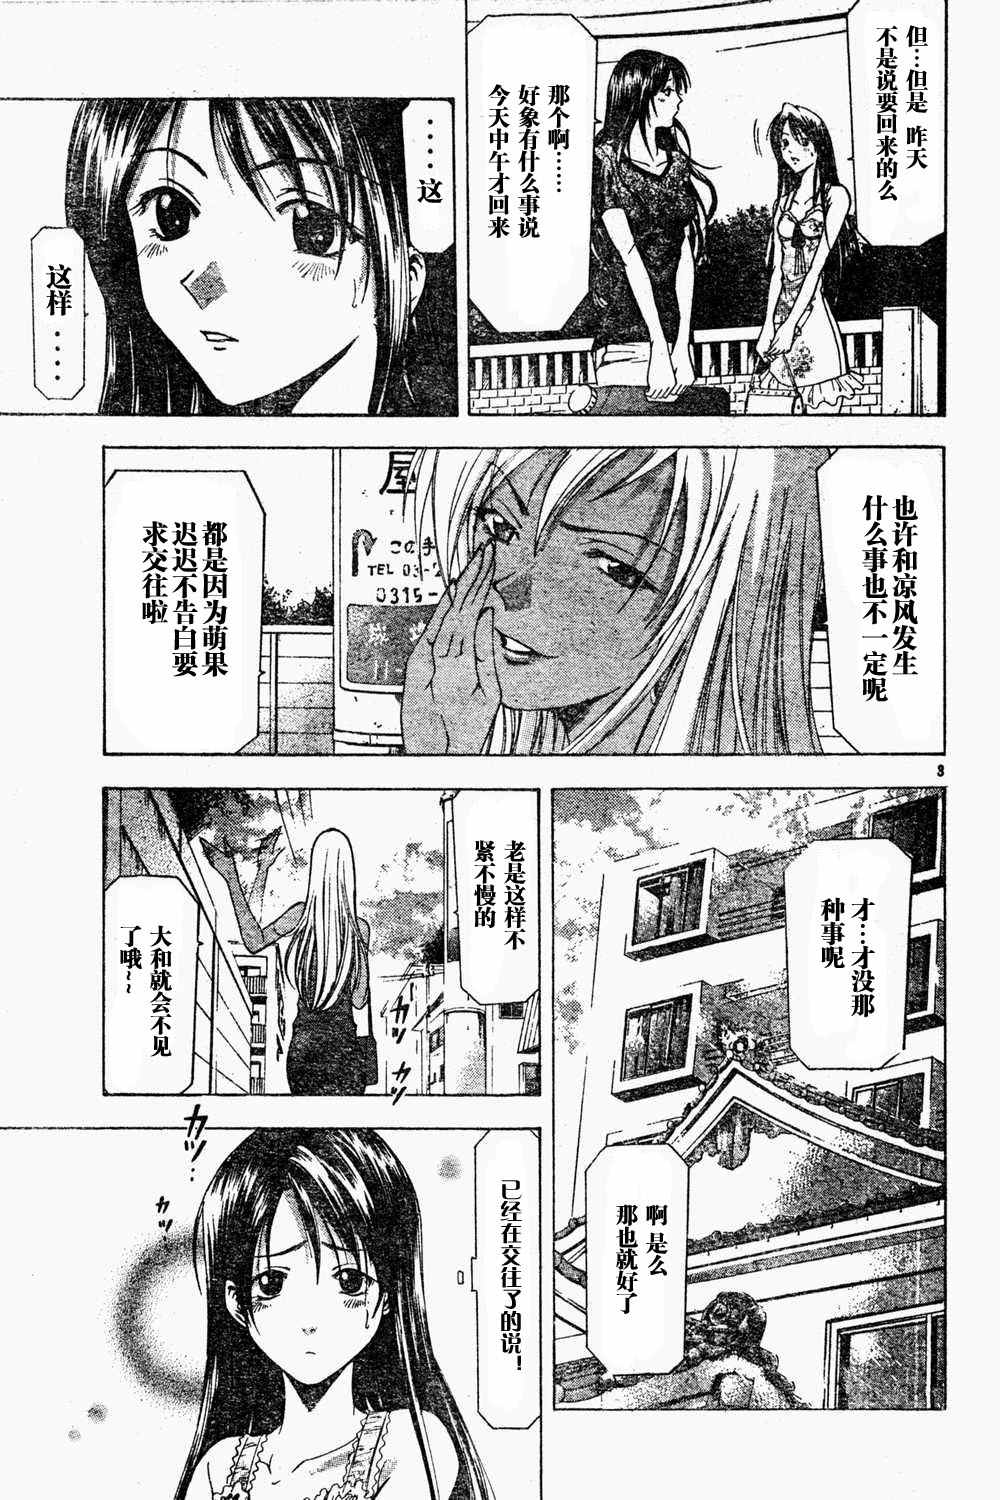 但…但是 昨天
不是说要回来的么
那个啊……
好象有什么事说
今天中午才回来
····这
这样····
也许和凉风发生
什么事也不一定呢
屋
この手
TEL 03-
0315-
都是因为萌果
迟迟不告白要
求交往啦
3
才…才没那
种事呢
啊 是么
那也就好了
老是这样不
紧不慢的
大和就会不见
了哦~~
カッ…
カッ
已经在交往了的说!